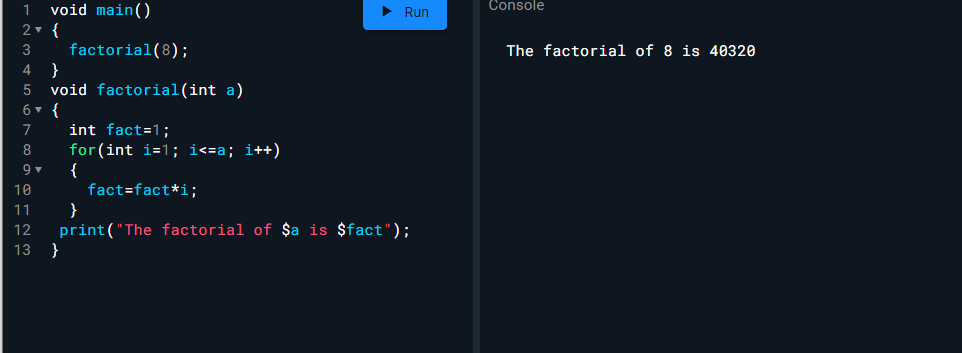 1 void main()
2 {
3 factorial(8);
4 }
5 void factorial(int a)
6 {
7 int fact=1;
8 for(int i=1; i<=a; i++)
9 {
10 fact=fact*i;
11 }
12 print("The factorial of $a is $fact");
13 }
Run
Console
The factorial of 8 is 40320